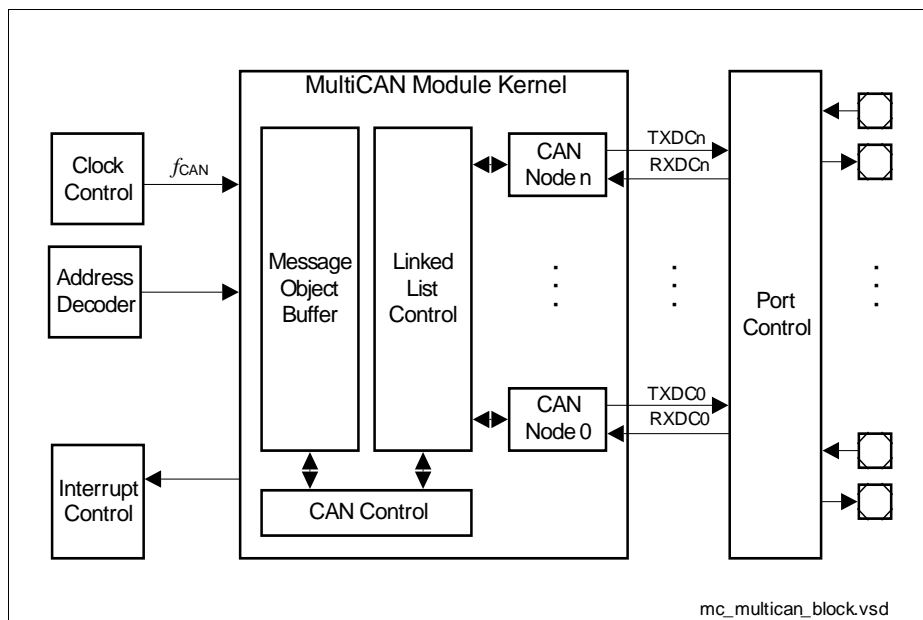 MultiCAN Module Kernel
Clock
Control
fCAN
Address
Decoder
Interrupt
Control
Message
Object
Buffer
Linked
List
Control
CAN Control
CAN
Node n
CAN
Node 0
TXDCn
RXDCn
TXDC0
RXDC0
Port
Control
mc_multican_block.vsd